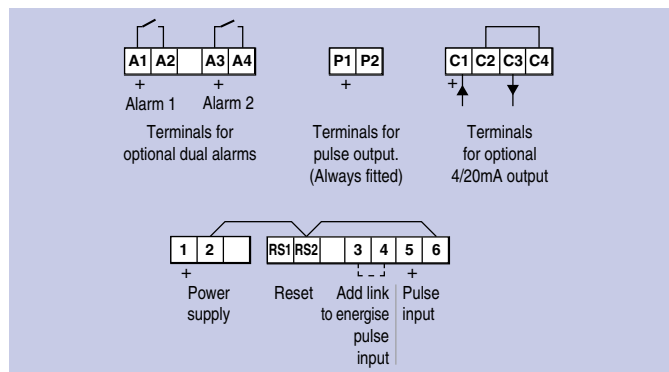 A1 A2 A3 A4
+ +
Alarm 1 Alarm 2
Terminals for
optional dual alarms
P1 P2
+
Terminals for
pulse output.
(Always fitted)
C1 C2 C3 C4
+
Terminals
for optional
4/20mA output
1 2 RS1 RS2 3 4 5 6
+ +
Power
supply
Reset
Add link
to energise
pulse
input
Pulse
input